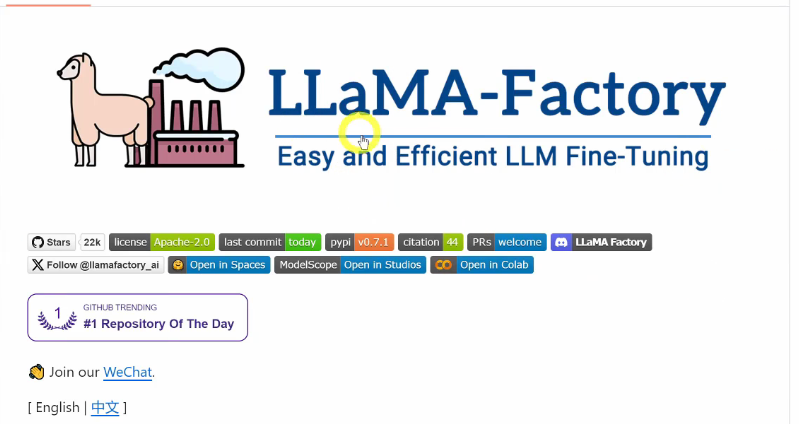 LLaMA-Factory
Easy and Efficient LLM Fine-Tuning
Stars 22k license Apache-2.0 last commit today pypi v0.7.1 citation 44 PRs welcome LLaMA Factory
Follow @llamafactory_ai Open in Spaces ModelScope Open in Studios Open in Colab
1
GITHUB TRENDING
#1 Repository Of The Day
Join our WeChat.
[ English | 中文 ]